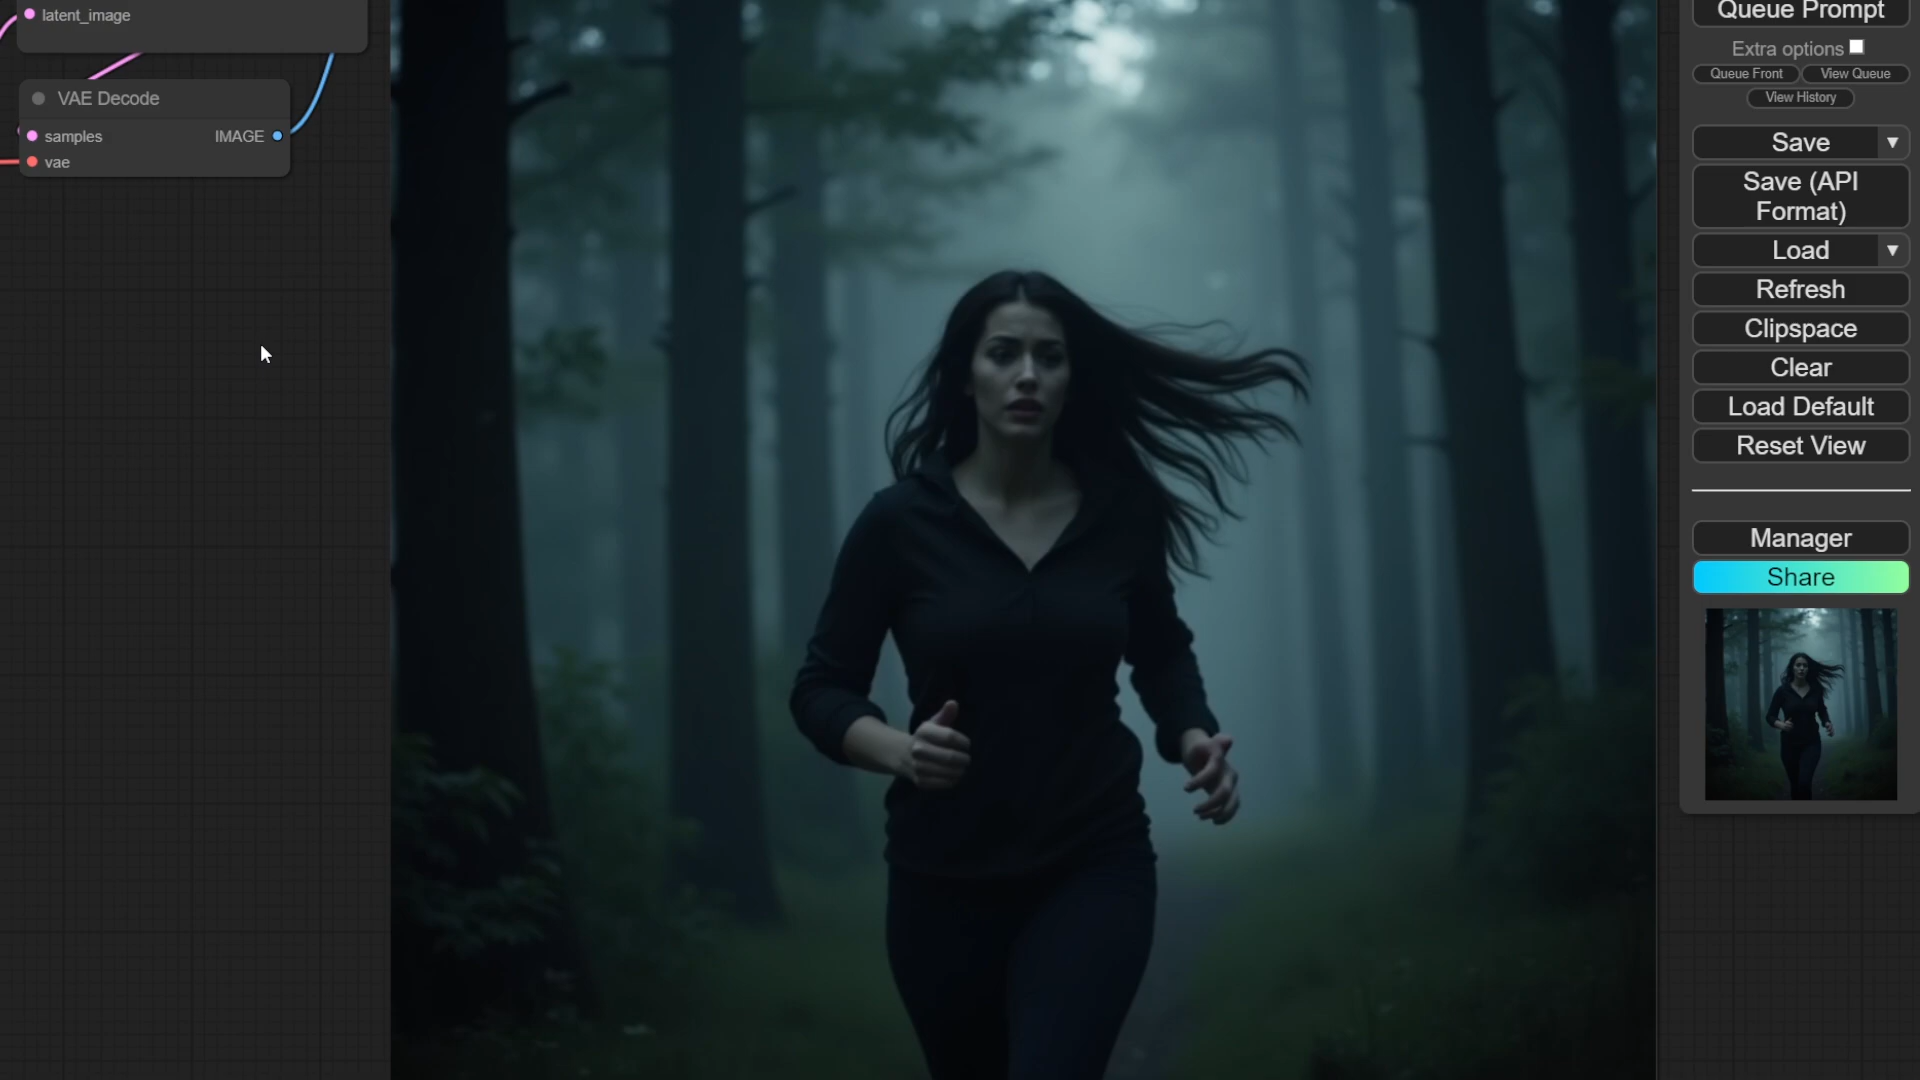 latent_image
VAE Decode
samples
IMAGE
vae
Queue Prompt
Extra options
Queue Front
View Queue
View History
Save
▼
Save (API
Format)
Load
▼
Refresh
Clipspace
Clear
Load Default
Reset View
Manager
Share